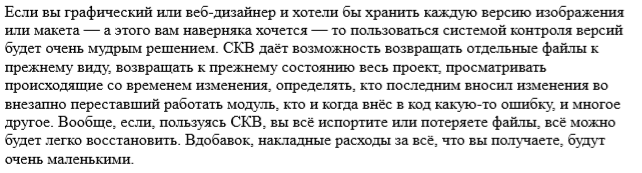 Если вы графический или веб-дизайнер и хотели бы хранить каждую версию изображения
или макета — а этого вам наверняка хочется — то пользоваться системой контроля версий
будет очень мудрым решением. СКВ даёт возможность возвращать отдельные файлы к
прежнему виду, возвращать к прежнему состоянию весь проект, просматривать
происходящие со временем изменения, определять, кто последним вносил изменения во
внезапно переставший работать модуль, кто и когда внёс в код какую-то ошибку, и многое
другое. Вообще, если, пользуясь СКВ, вы всё испортите или потеряете файлы, всё можно
будет легко восстановить. Вдобавок, накладные расходы за всё, что вы получаете, будут
очень маленькими.